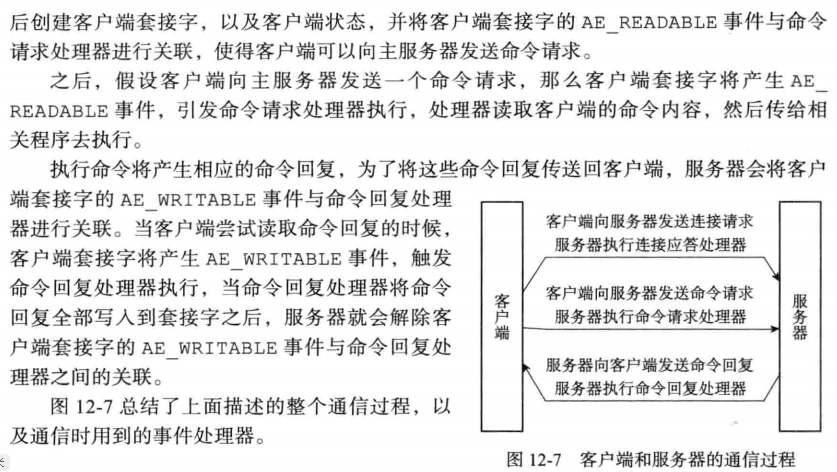 后创建客户端套接字，以及客户端状态，并将客户端套接字的 AE_READABLE 事件与命令
请求处理器进行关联，使得客户端可以向主服务器发送命令请求。
之后，假设客户端向主服务器发送一个命令请求，那么客户端套接字将产生 AE_
READABLE 事件，引发命令请求处理器执行，处理器读取客户端的命令内容，然后传给相
关程序去执行。
执行命令将产生相应的命令回复，为了将这些命令回复传送回客户端，服务器会将客户
端套接字的 AE_WRITABLE 事件与命令回复处理
器进行关联。当客户端尝试读取命令回复的时候，
客户端套接字将产生 AE_WRITABLE 事件，触发
命令回复处理器执行，当命令回复处理器将命令
回复全部写入到套接字之后，服务器就会解除客
户端套接字的 AE_WRITABLE 事件与命令回复处
理器之间的关联。
图 12-7 总结了上面描述的整个通信过程，以
及通信时用到的事件处理器。
客户端
客户端向服务器发送连接请求
服务器执行连接应答处理器
客户端向服务器发送命令请求
服务器执行命令请求处理器
服务器向客户端发送命令回复
服务器执行命令回复处理器
服务器
图 12-7 客户端和服务器的通信过程